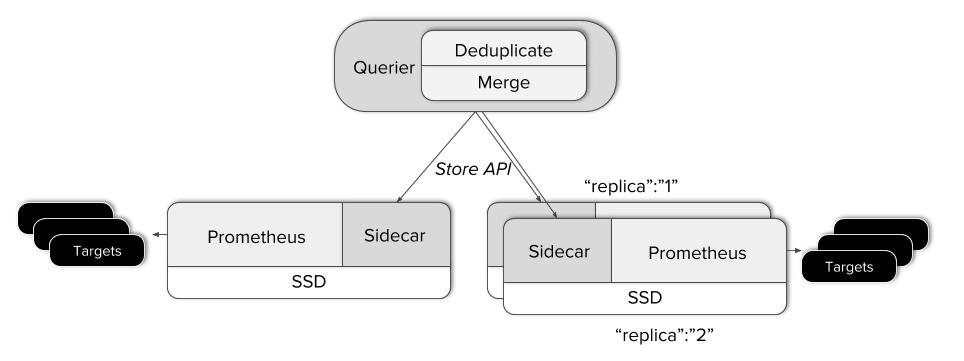 Deduplicate
Querier
Merge
Store API
“replica”:”1”
Prometheus
Sidecar
Targets
SSD
Sidecar
Prometheus
Targets
SSD
“replica”:”2”